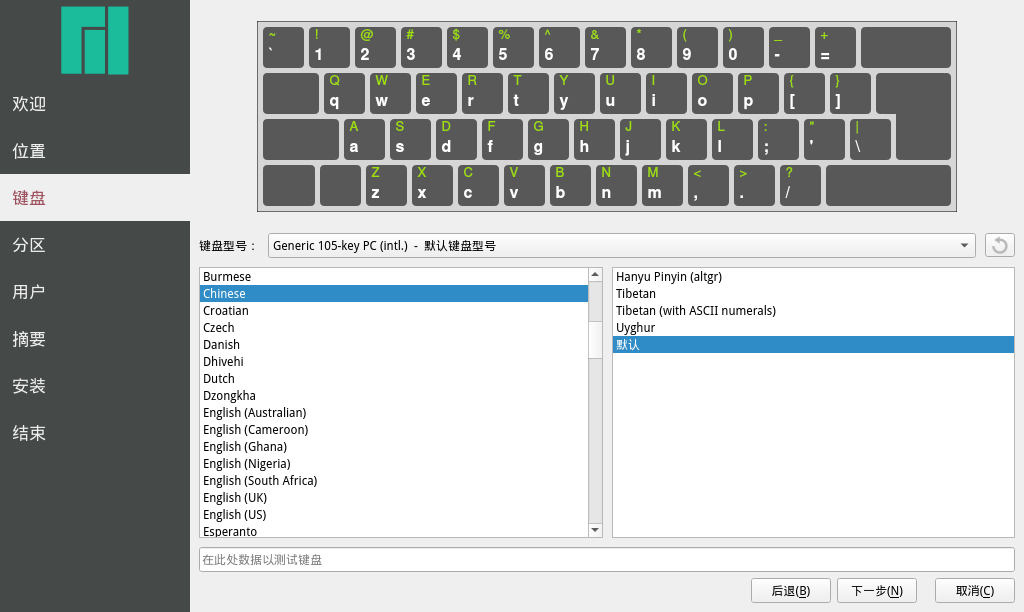 欢迎
位置
键盘
分区
用户
摘要
安装
结束
~ ! @ # $ % ^ & * ( ) _ +
` 1 2 3 4 5 6 7 8 9 0 - =
Q W E R T Y U I O P { }
q w e r t y u i o p [ ]
A S D F G H J K L : " |
a s d f g h j k l ; ' \
Z X C V B N M < > ?
z x c v b n m , . /
键盘型号： Generic 105-key PC (intl.) - 默认键盘型号
Burmese
Chinese
Croatian
Czech
Danish
Dhivehi
Dutch
Dzongkha
English (Australian)
English (Cameroon)
English (Ghana)
English (Nigeria)
English (South Africa)
English (UK)
English (US)
Esperanto
Hanyu Pinyin (altgr)
Tibetan
Tibetan (with ASCII numerals)
Uyghur
默认
在此处数据以测试键盘
后退(B) 下一步(N) 取消(C)